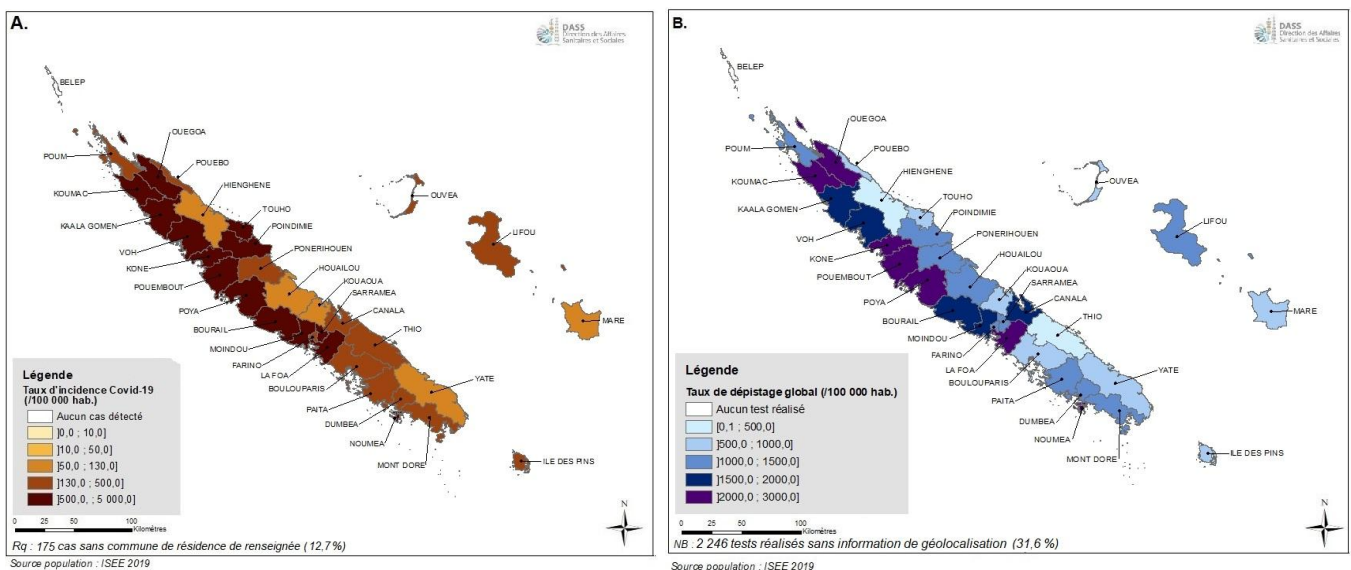 A.
DASS
Direction des Affaires
Sanitaires et Sociales
BELEP
OUEGOA
POUM
POUEBO
KOUMAC
HIENGHENE
OUVEA
KAALA GOMEN
TOUHO
POINDIMIE
LIFOU
VOH
PONERIHOUEN
KONE
HOUAILOU
POUEMBOUT
KOUAOUA
SARRAMEA
POYA
CANALA
MARE
BOURAIL
THIO
MOINDOU
FARINO
LA FOA
YATE
BOULOUPARIS
PAITA
DUMBEA
NOUMEA
MONT DORE
ILE DES PINS
Légende
Taux d'incidence Covid-19
(/100 000 hab.)
Aucun cas détecté
]0,0 ; 10,0]
]10,0 ; 50,0]
]50,0 ; 130,0]
]130,0 ; 500,0]
]500,0, ; 5 000,0]
0 25 50 100
Kilomètres
N
Rq : 175 cas sans commune de résidence de renseignée (12,7%)
Source population : ISEE 2019
B.
DASS
Direction des Affaires
Sanitaires et Sociales
BELEP
OUEGOA
POUM
POUEBO
KOUMAC
HIENGHENE
OUVEA
KAALA GOMEN
TOUHO
POINDIMIE
LIFOU
VOH
PONERIHOUEN
KONE
HOUAILOU
POUEMBOUT
KOUAOUA
SARRAMEA
POYA
CANALA
MARE
BOURAIL
THIO
MOINDOU
FARINO
LA FOA
YATE
BOULOUPARIS
PAITA
DUMBEA
NOUMEA
MONT DORE
ILE DES PINS
Légende
Taux de dépistage global (/100 000 hab.)
Aucun test réalisé
[0,1 ; 500,0]
]500,0 ; 1000,0]
]1000,0 ; 1500,0]
]1500,0 ; 2000,0]
]2000,0 ; 3000,0]
0 25 50 100
Kilomètres
N
NB : 2 246 tests réalisés sans information de géolocalisation (31,6 %)
Source population : ISEE 2019